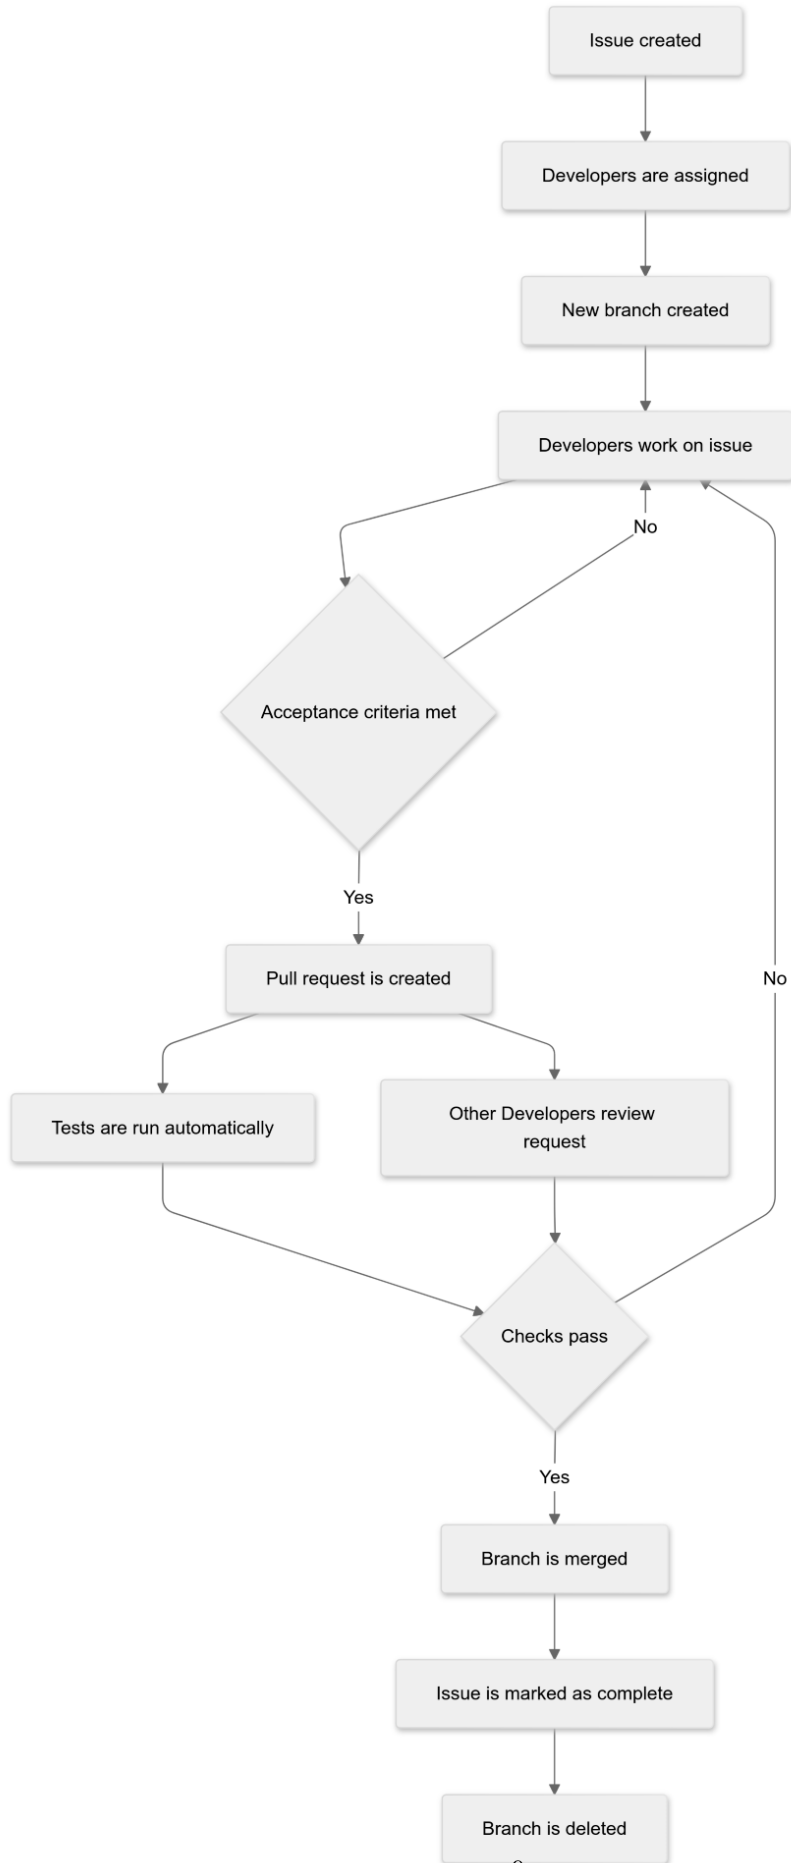 Issue created
Developers are assigned
New branch created
Developers work on issue
No
Acceptance criteria met
Yes
Pull request is created
No
Tests are run automatically
Other Developers review
request
Checks pass
Yes
Branch is merged
Issue is marked as complete
Branch is deleted